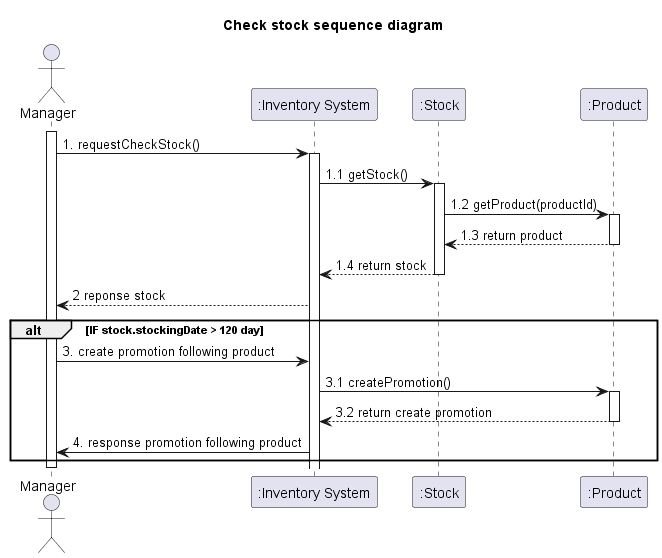 Check stock sequence diagram
Manager
:Inventory System
:Stock
:Product
1. requestCheckStock()
1.1 getStock()
1.2 getProduct(productId)
1.3 return product
1.4 return stock
2 reponse stock
alt
[IF stock.stockingDate > 120 day]
3. create promotion following product
3.1 createPromotion()
3.2 return create promotion
4. response promotion following product
Manager
:Inventory System
:Stock
:Product